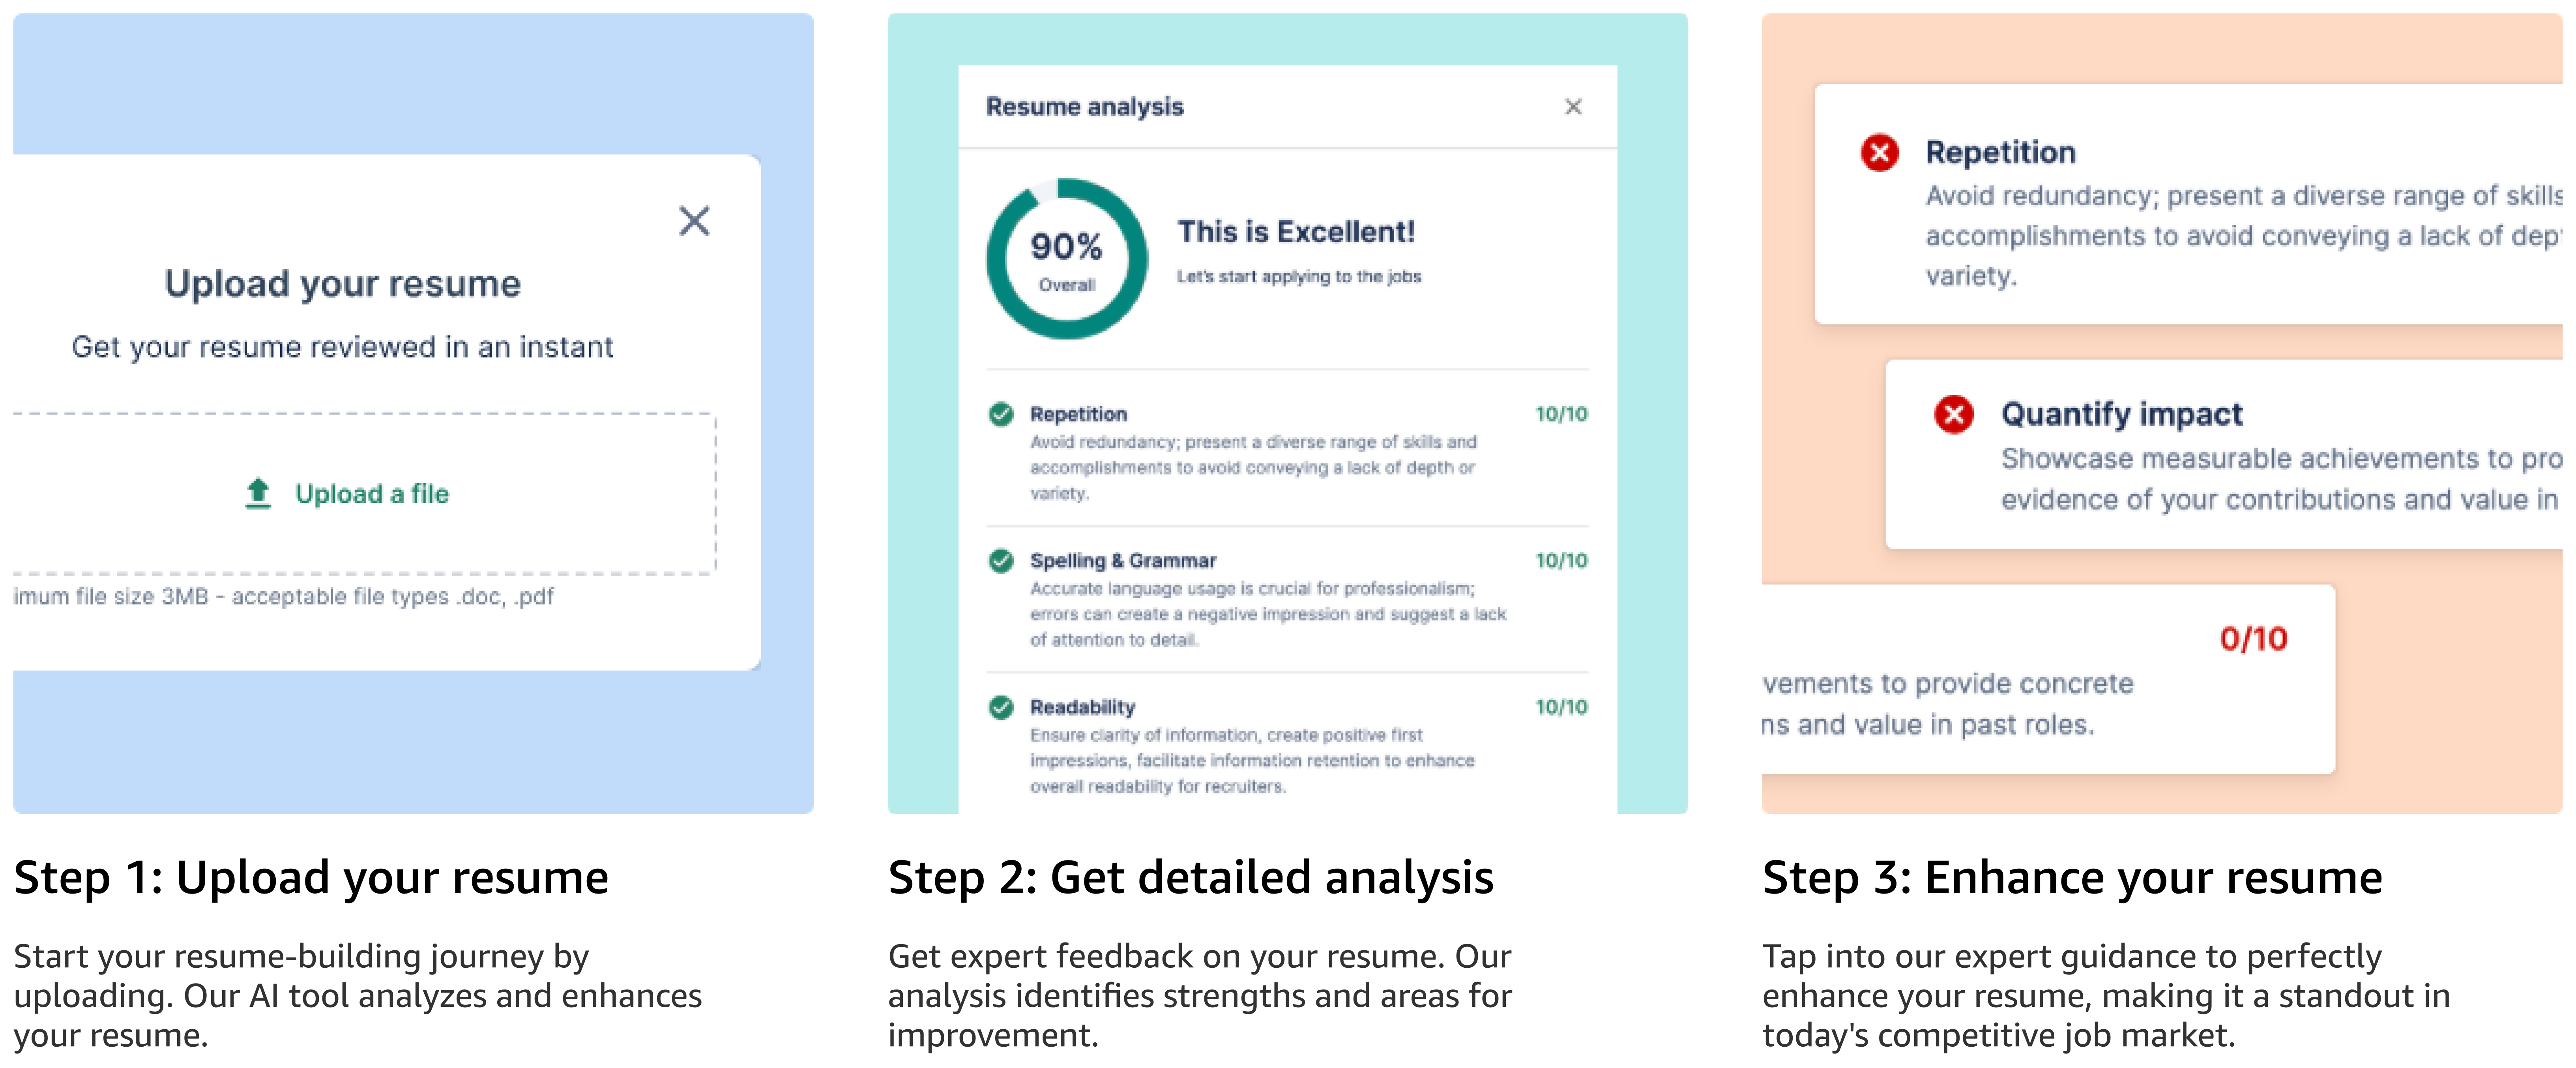 Upload your resume
Get your resume reviewed in an instant
Upload a file
imum file size 3MB - acceptable file types .doc, .pdf
Step 1: Upload your resume
Start your resume-building journey by
uploading. Our AI tool analyzes and enhances
your resume.
Resume analysis
90%
Overall
This is Excellent!
Let's start applying to the jobs
Repetition 10/10
Avoid redundancy; present a diverse range of skills and
accomplishments to avoid conveying a lack of depth or
variety.
Spelling & Grammar 10/10
Accurate language usage is crucial for professionalism;
errors can create a negative impression and suggest a lack
of attention to detail.
Readability 10/10
Ensure clarity of information, create positive first
impressions, facilitate information retention to enhance
overall readability for recruiters.
Step 2: Get detailed analysis
Get expert feedback on your resume. Our
analysis identifies strengths and areas for
improvement.
Repetition
Avoid redundancy; present a diverse range of skills
accomplishments to avoid conveying a lack of dep
variety.
Quantify impact
Showcase measurable achievements to pro
evidence of your contributions and value in
0/10
vements to provide concrete
ns and value in past roles.
Step 3: Enhance your resume
Tap into our expert guidance to perfectly
enhance your resume, making it a standout in
today's competitive job market.